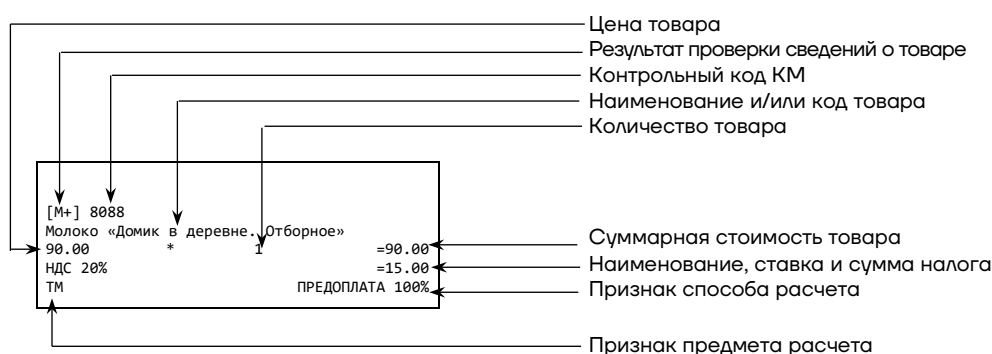 Цена товара
Результат проверки сведений о товаре
Контрольный код КМ
Наименование и/или код товара
Количество товара
[М+] 8088
Молоко «Домик в деревне. Отборное»
90.00 * 1 =90.00
НДС 20% =15.00
ТМ ПРЕДОПЛАТА 100%
Суммарная стоимость товара
Наименование, ставка и сумма налога
Признак способа расчета
Признак предмета расчета